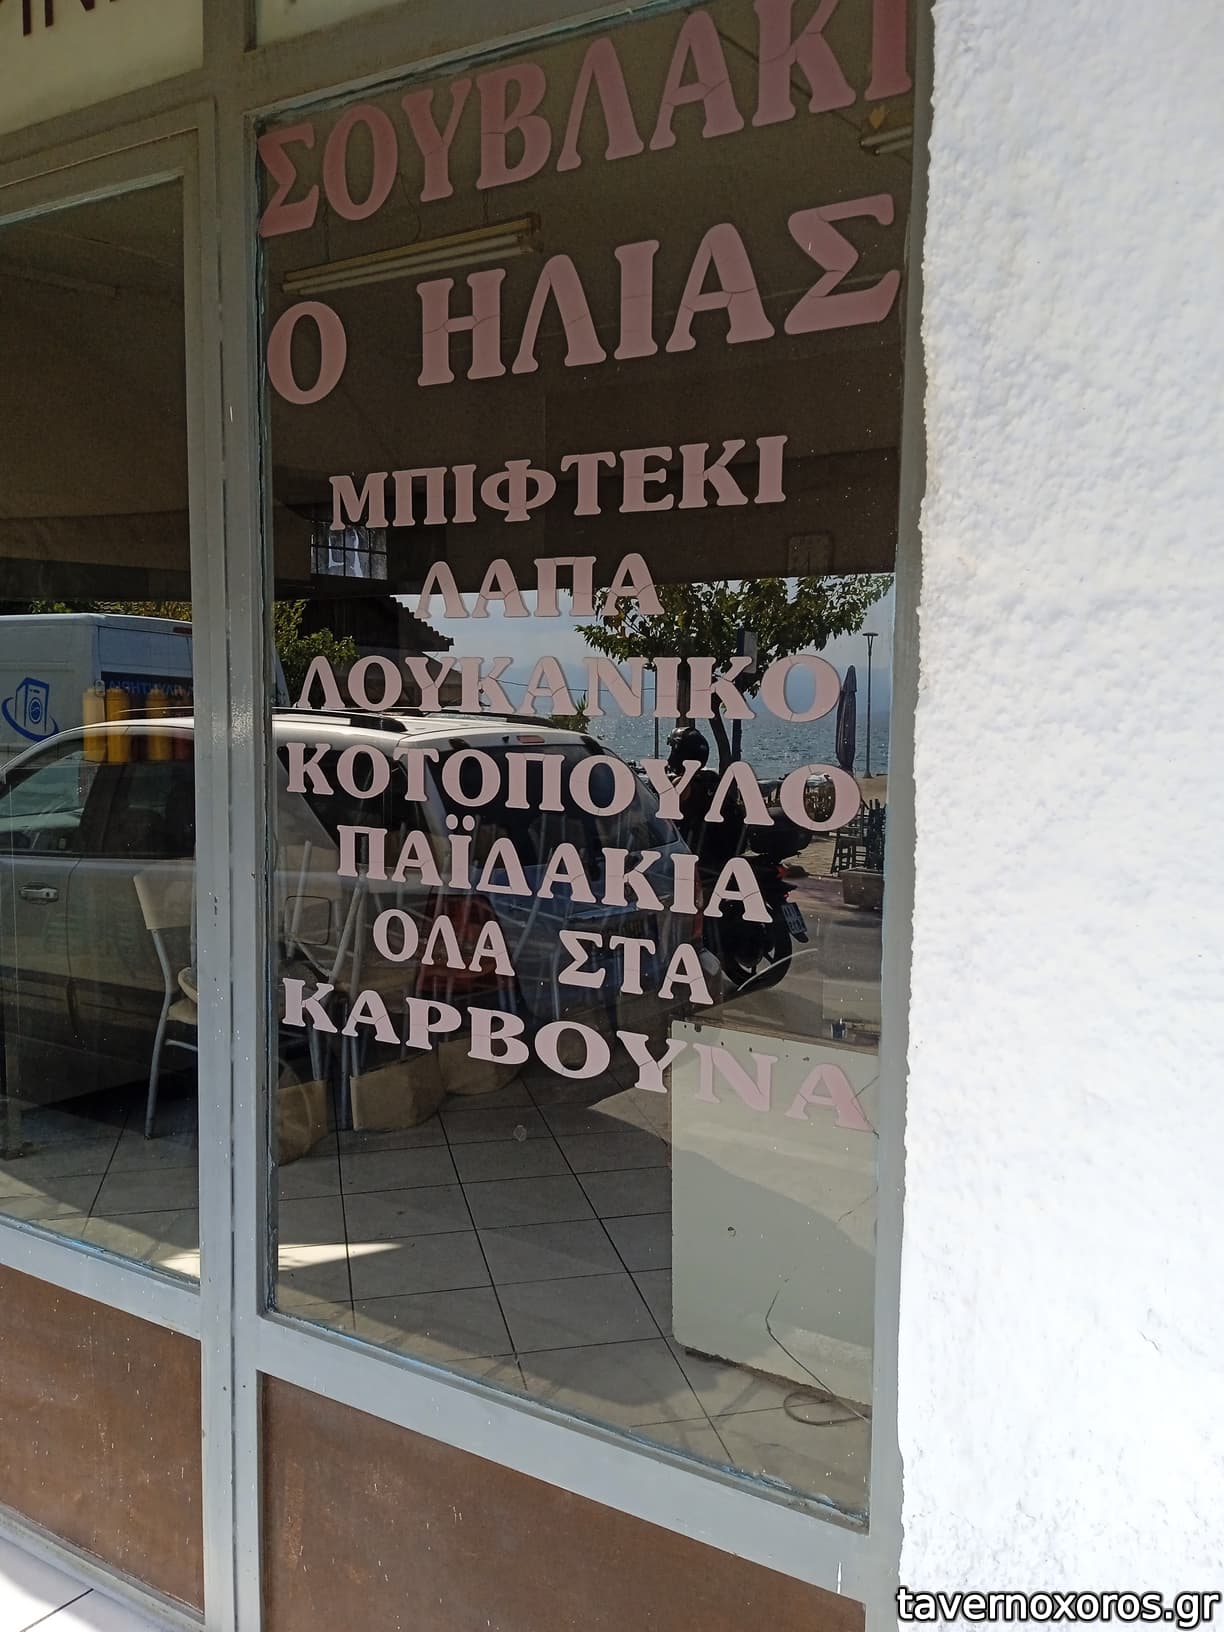 ΣΟΥΒΛΑΚΙ
Ο ΗΛΙΑΣ
ΜΠΙΦΤΕΚΙ
ΛΑΠΑ
ΛΟΥΚΑΝΙΚΟ
ΚΟΤΟΠΟΥΛΟ
ΠΑΪΔΑΚΙΑ
ΟΛΑ ΣΤΑ
ΚΑΡΒΟΥΝΑ
tavernoxoros.gr